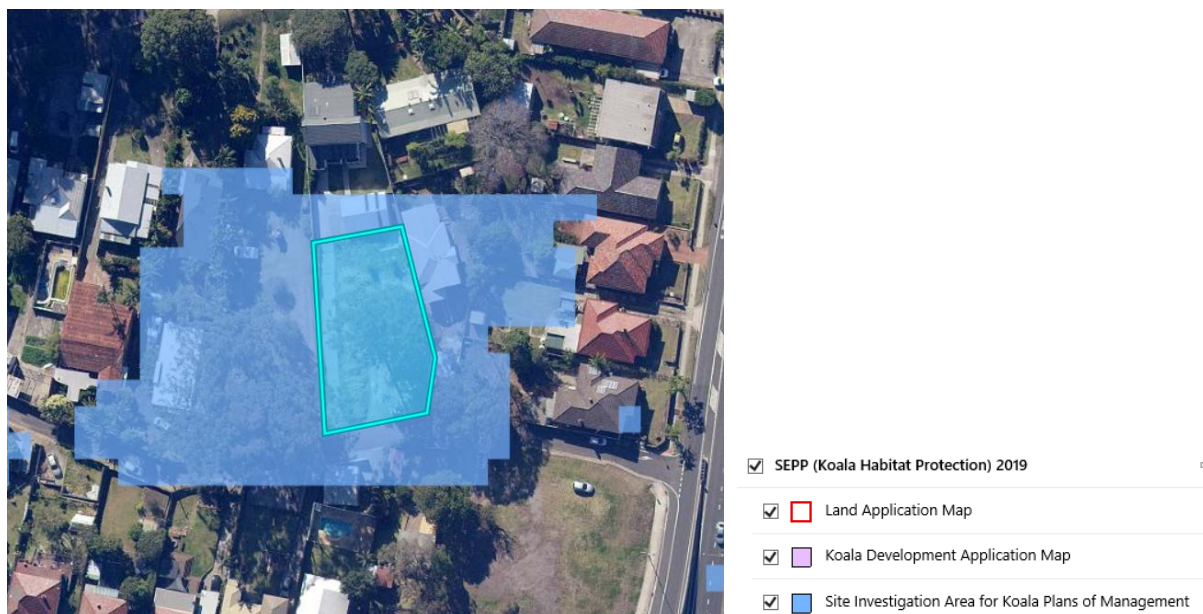 SEPP (Koala Habitat Protection) 2019
Land Application Map
Koala Development Application Map
Site Investigation Area for Koala Plans of Management